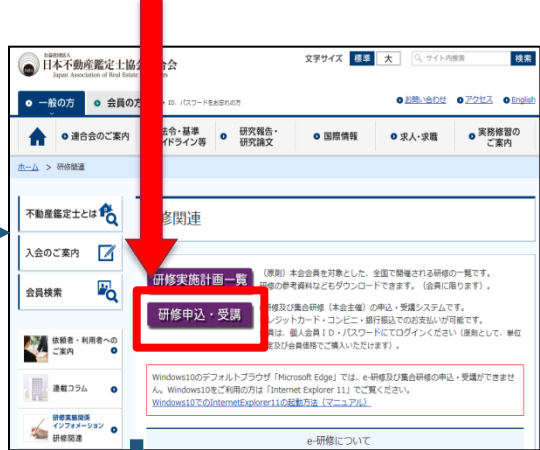 公益社団法人
日本不動産鑑定士協 合会
Japan Association of Real Estate
文字サイズ 標準 大 サイト内検索 検索
一般の方 会員の方 ID、パスワードをお忘れの方 お問い合わせ アクセス English
連合会のご案内 法令・基準 研究報告・ 国際情報 求人・求職 実務修習の
イドライン等 研究論文 ご案内
ホーム > 研修関連
不動産鑑定士とは
修関連
入会のご案内
研修実施計画一覧 (原則)本会会員を対象とした、全国で開催される研修の一覧です。
研修の参考資料などもダウンロードできます。(会員に限ります)。
会員検索
研修申込・受講 e-研修及び集合研修(本会主催)の申込・受講システムです。
レジットカード・コンビニ・銀行振込でのお支払いが可能です。
員は、個人会員ID・パスワードにてログインください(原則として、単位
定及び会員価格でご購入いただけます)。
依頼者・利用者への
ご案内
Windows10のデフォルトブラウザ「Microsoft Edge」では、e-研修及び集合研修の申込・受講ができませ
ん。Windows10をご利用の方は「Internet Explorer 11」でご覧ください。
Windows10でのInternetExplorer11の起動方法(マニュアル)
連載コラム
研修実施関係
インフォメーション
研修関連
e-研修について